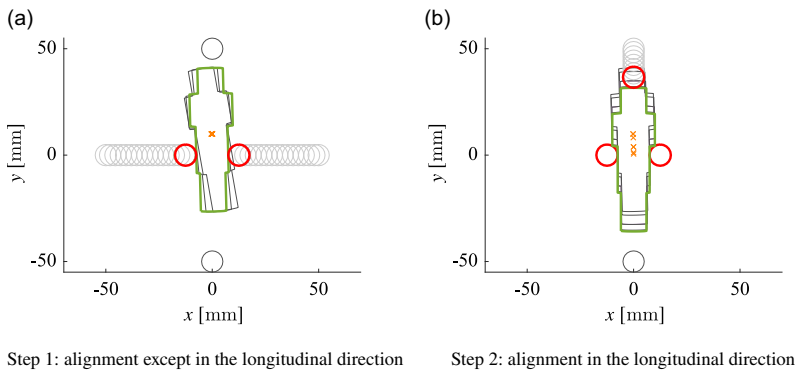 (a)
50
0
-50
y [mm]
-50
0
50
x [mm]
Step 1: alignment except in the longitudinal direction
(b)
50
0
-50
y [mm]
-50
0
50
x [mm]
Step 2: alignment in the longitudinal direction